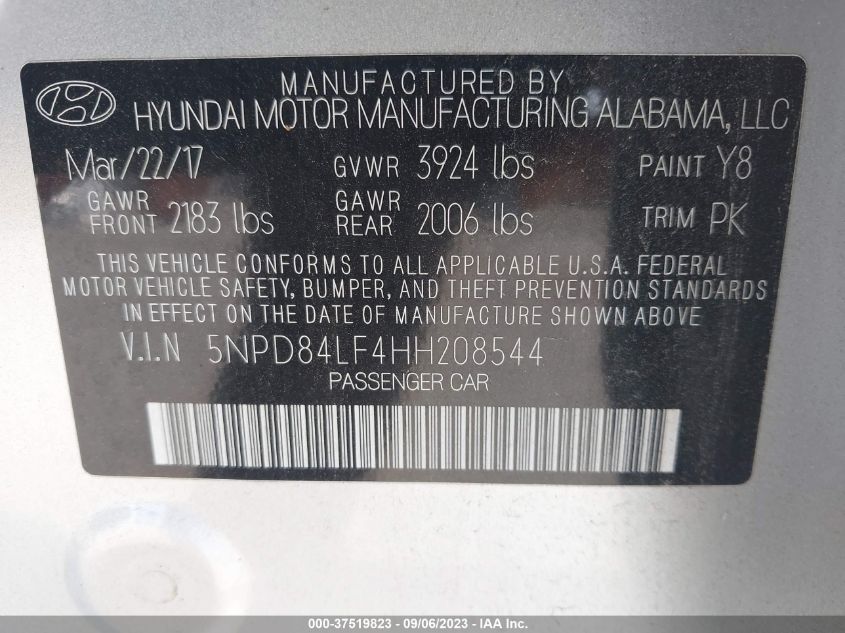 MANUFACTURED BY
HYUNDAI MOTOR MANUFACTURING ALABAMA, LLC
Mar/22/17 GVWR 3924 lbs PAINT Y8
GAWR FRONT 2183 lbs GAWR REAR 2006 lbs TRIM PK
THIS VEHICLE CONFORMS TO ALL APPLICABLE U.S.A. FEDERAL
MOTOR VEHICLE SAFETY, BUMPER, AND THEFT PREVENTION STANDARDS
IN EFFECT ON THE DATE OF MANUFACTURE SHOWN ABOVE
V.I.N 5NPD84LF4HH208544
PASSENGER CAR
000-37519823 - 09/06/2023 - IAA Inc.